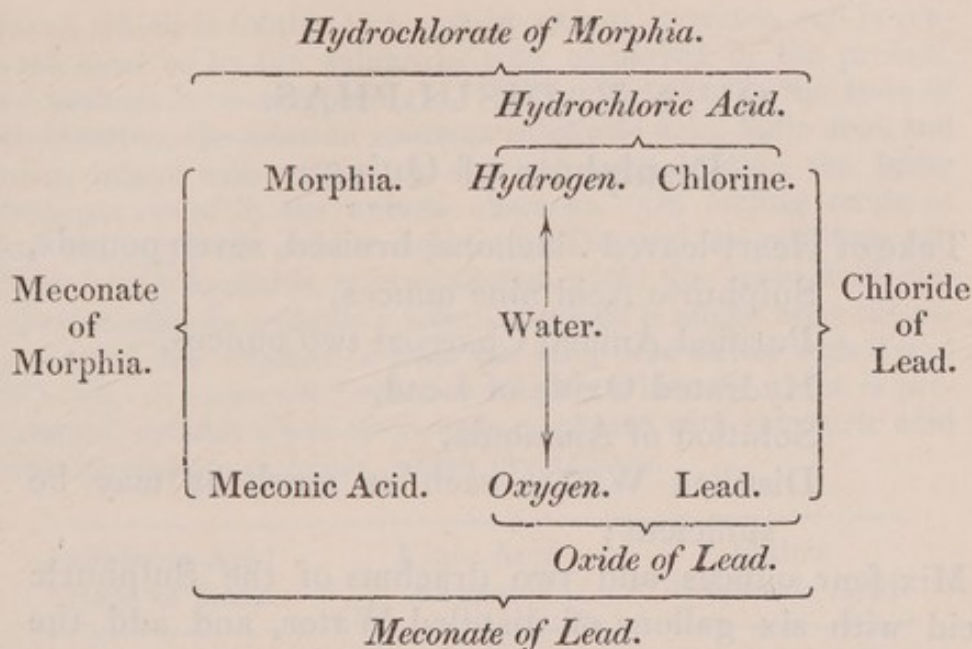 Hydrochlorate of Morphia.
Hydrochloric Acid.
Morphia. Hydrogen. Chlorine.
Meconate
of
Morphia.
Water.
Chloride
of
Lead.
Meconic Acid. Oxygen. Lead.
Oxide of Lead.
Meconate of Lead.